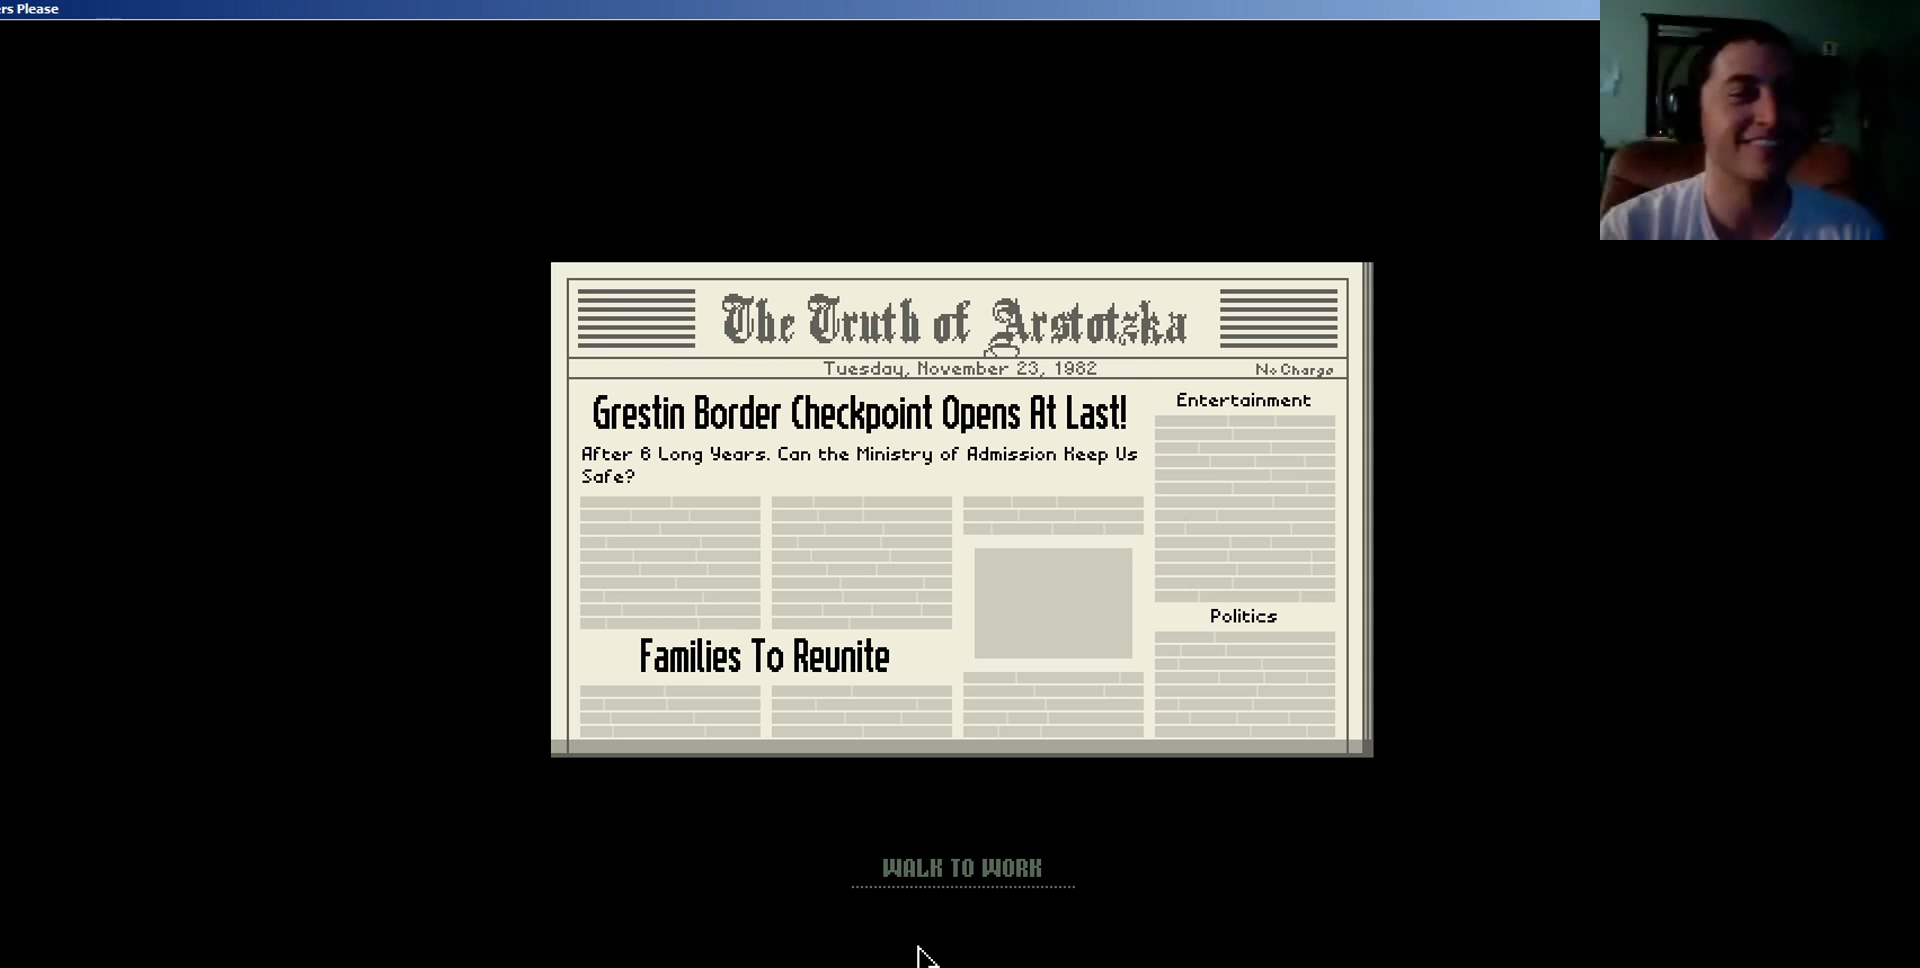 rs Please
The Truth of Arstotzka
Tuesday, November 23, 1982
No Charge
Grestin Border Checkpoint Opens At Last!
After 6 Long Years. Can the Ministry of Admission Keep Us
Safe?
Families To Reunite
Entertainment
Politics
WALK TO WORK